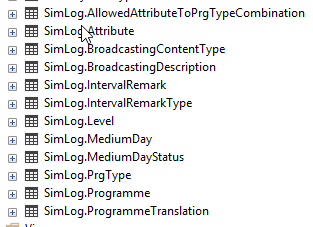 SimLog.AllowedAttributeToPrgTypeCombination
SimLog.Attribute
SimLog.BroadcastingContentType
SimLog.BroadcastingDescription
SimLog.IntervalRemark
SimLog.IntervalRemarkType
SimLog.Level
SimLog.MediumDay
SimLog.MediumDayStatus
SimLog.PrgType
SimLog.Programme
SimLog.ProgrammeTranslation